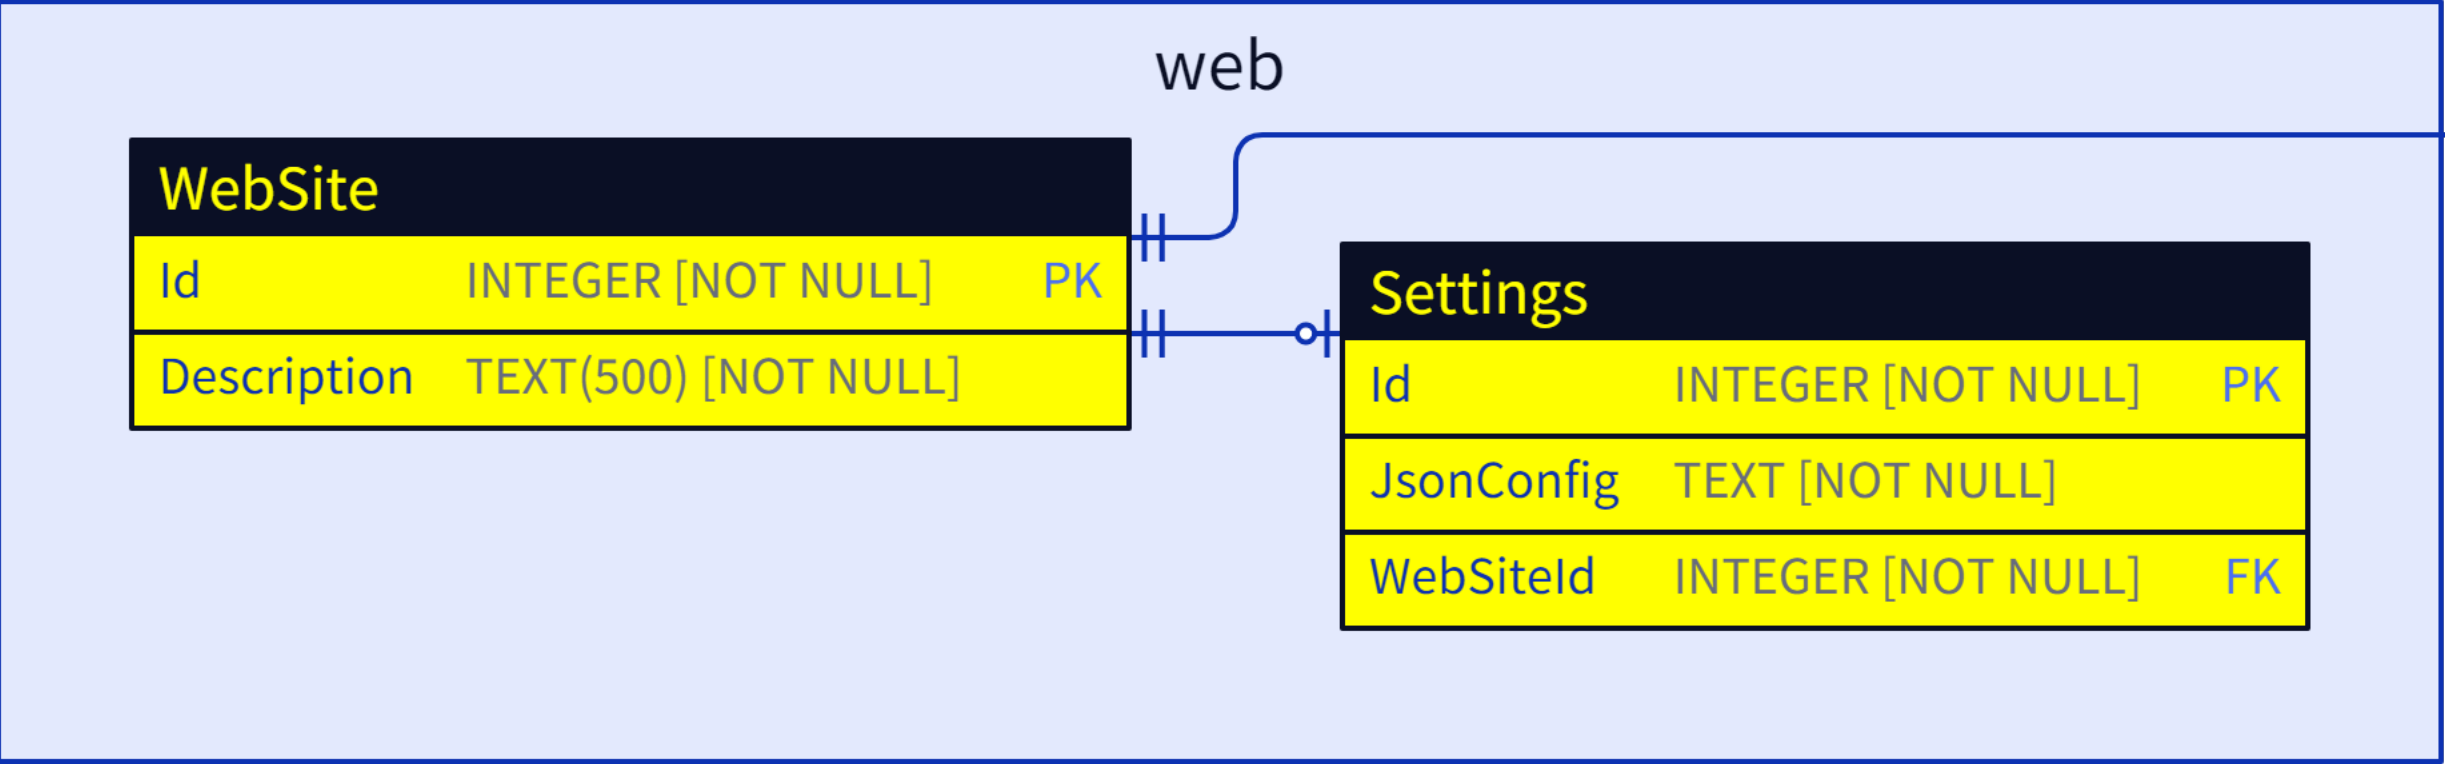 web
WebSite
Id INTEGER [NOT NULL] PK
Description TEXT(500) [NOT NULL]
Settings
Id INTEGER [NOT NULL] PK
JsonConfig TEXT [NOT NULL]
WebSiteId INTEGER [NOT NULL] FK